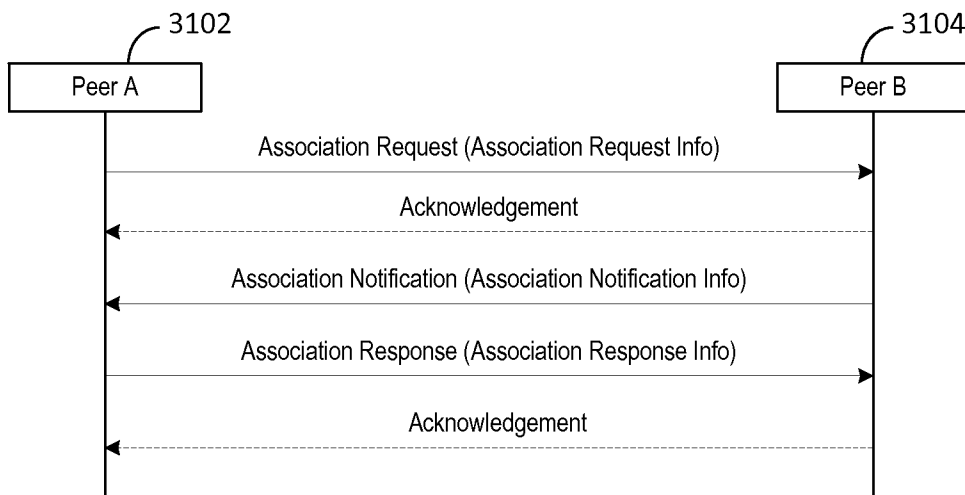 3102
3104
Peer A
Peer B
Association Request (Association Request Info)
Acknowledgement
Association Notification (Association Notification Info)
Association Response (Association Response Info)
Acknowledgement